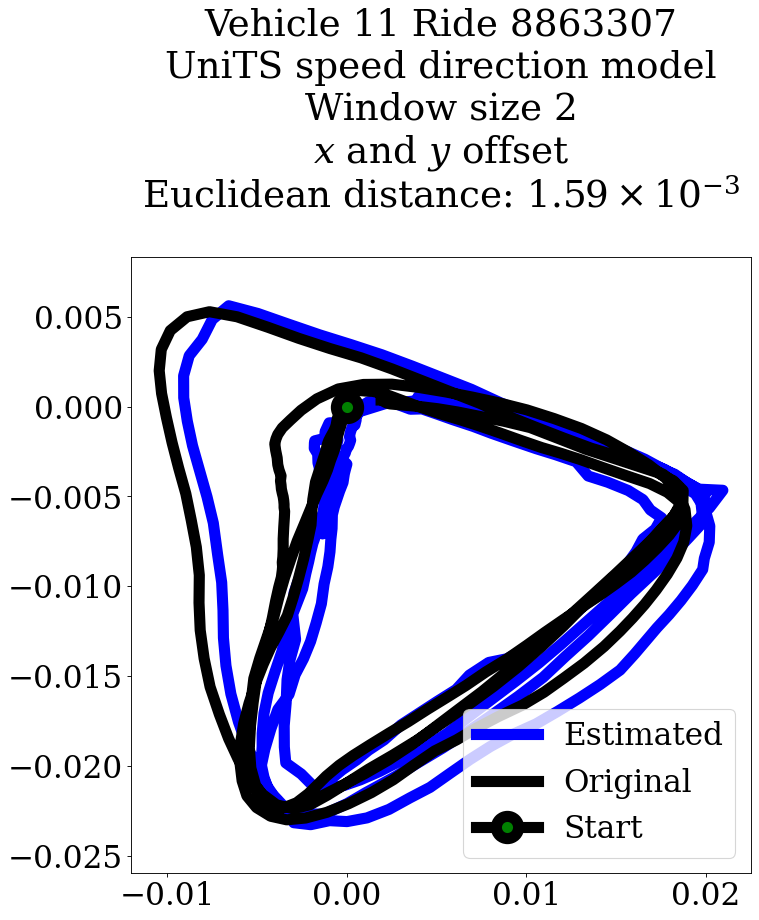 Vehicle 11 Ride 8863307
UniTS speed direction model
Window size 2
x and y offset
Euclidean distance: 1.59 × 10⁻³
0.005
0.000
−0.005
−0.010
−0.015
−0.020
−0.025
Estimated
Original
Start
−0.01 0.00 0.01 0.02